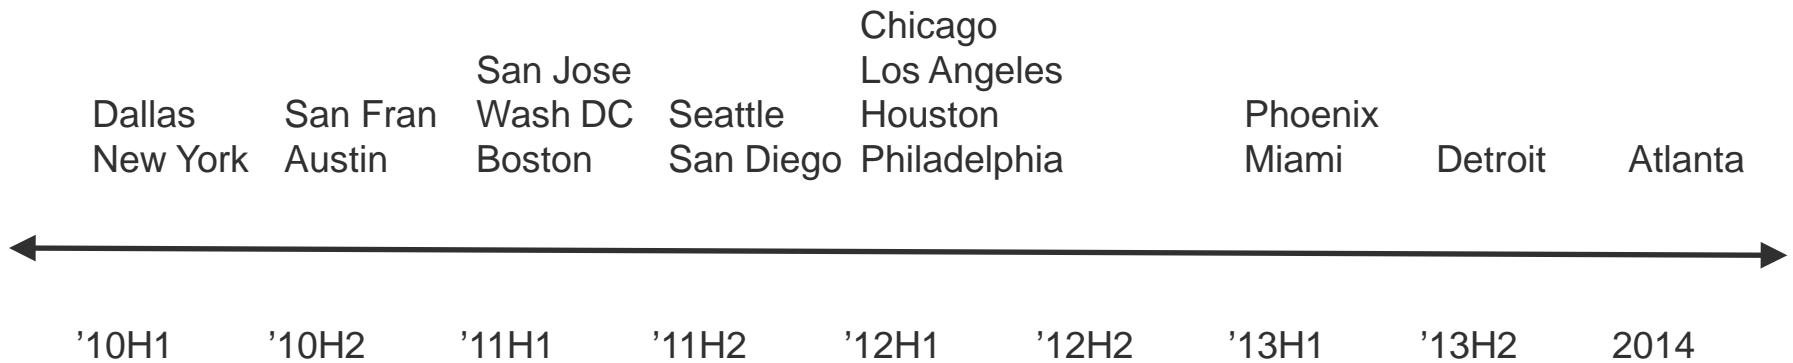 Chicago
San Jose
Los Angeles
Dallas
San Fran
Wash DC
Seattle
Houston
Phoenix
New York
Austin
Boston
San Diego
Philadelphia
Miami
Detroit
Atlanta
’10H1
’10H2
’11H1
’11H2
’12H1
’12H2
’13H1
’13H2
2014